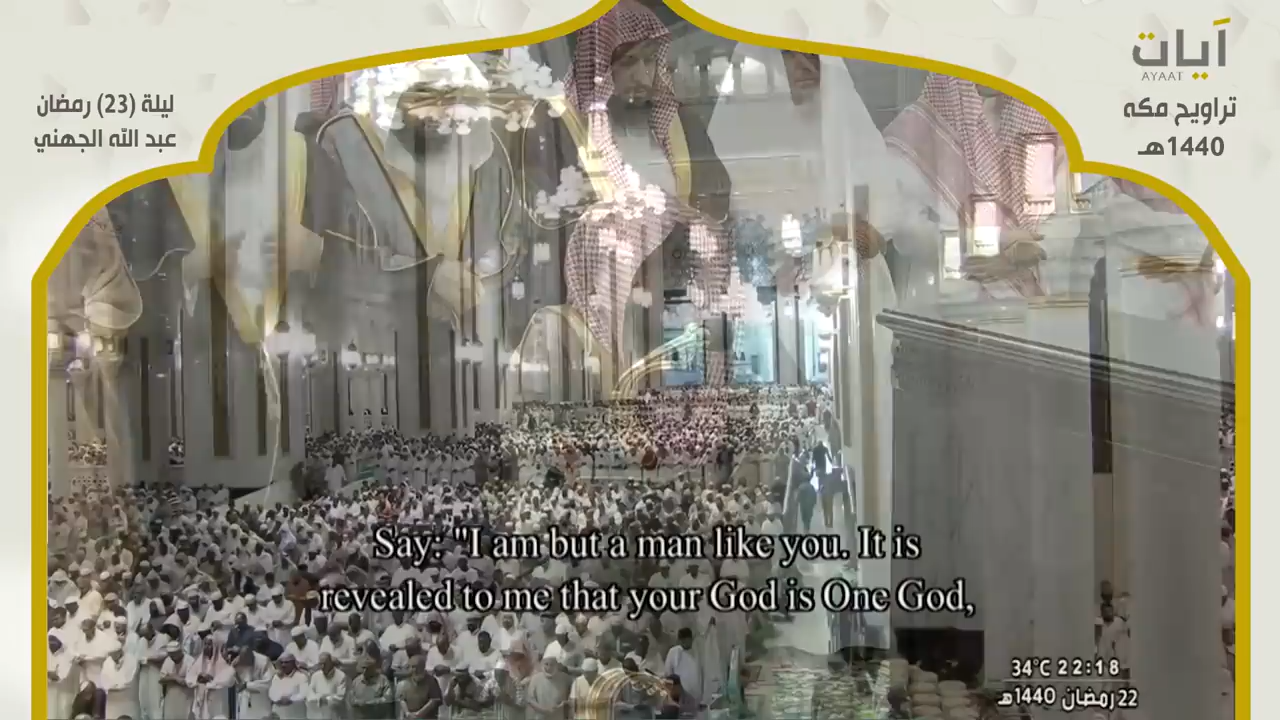 آيات
AYAAT
تراويح مكه
1440هـ
ليلة (23) رمضان
عبد الله الجهني
Say: "I am but a man like you. It is
revealed to me that your God is One God,
34°C 22:18
22 رمضان 1440هـ